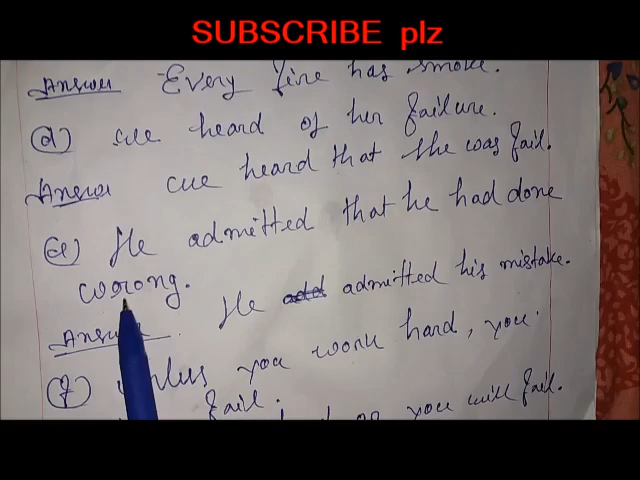 SUBSCRIBE plz
Answer Every fire has smoke.
(d) we heard of her failure.
Answer we heard that she was fail.
(e) He admitted that he had done
worong.
Answer He admitted his mistake.
(f) Unless you work hard, you
fail.
or you will fail.